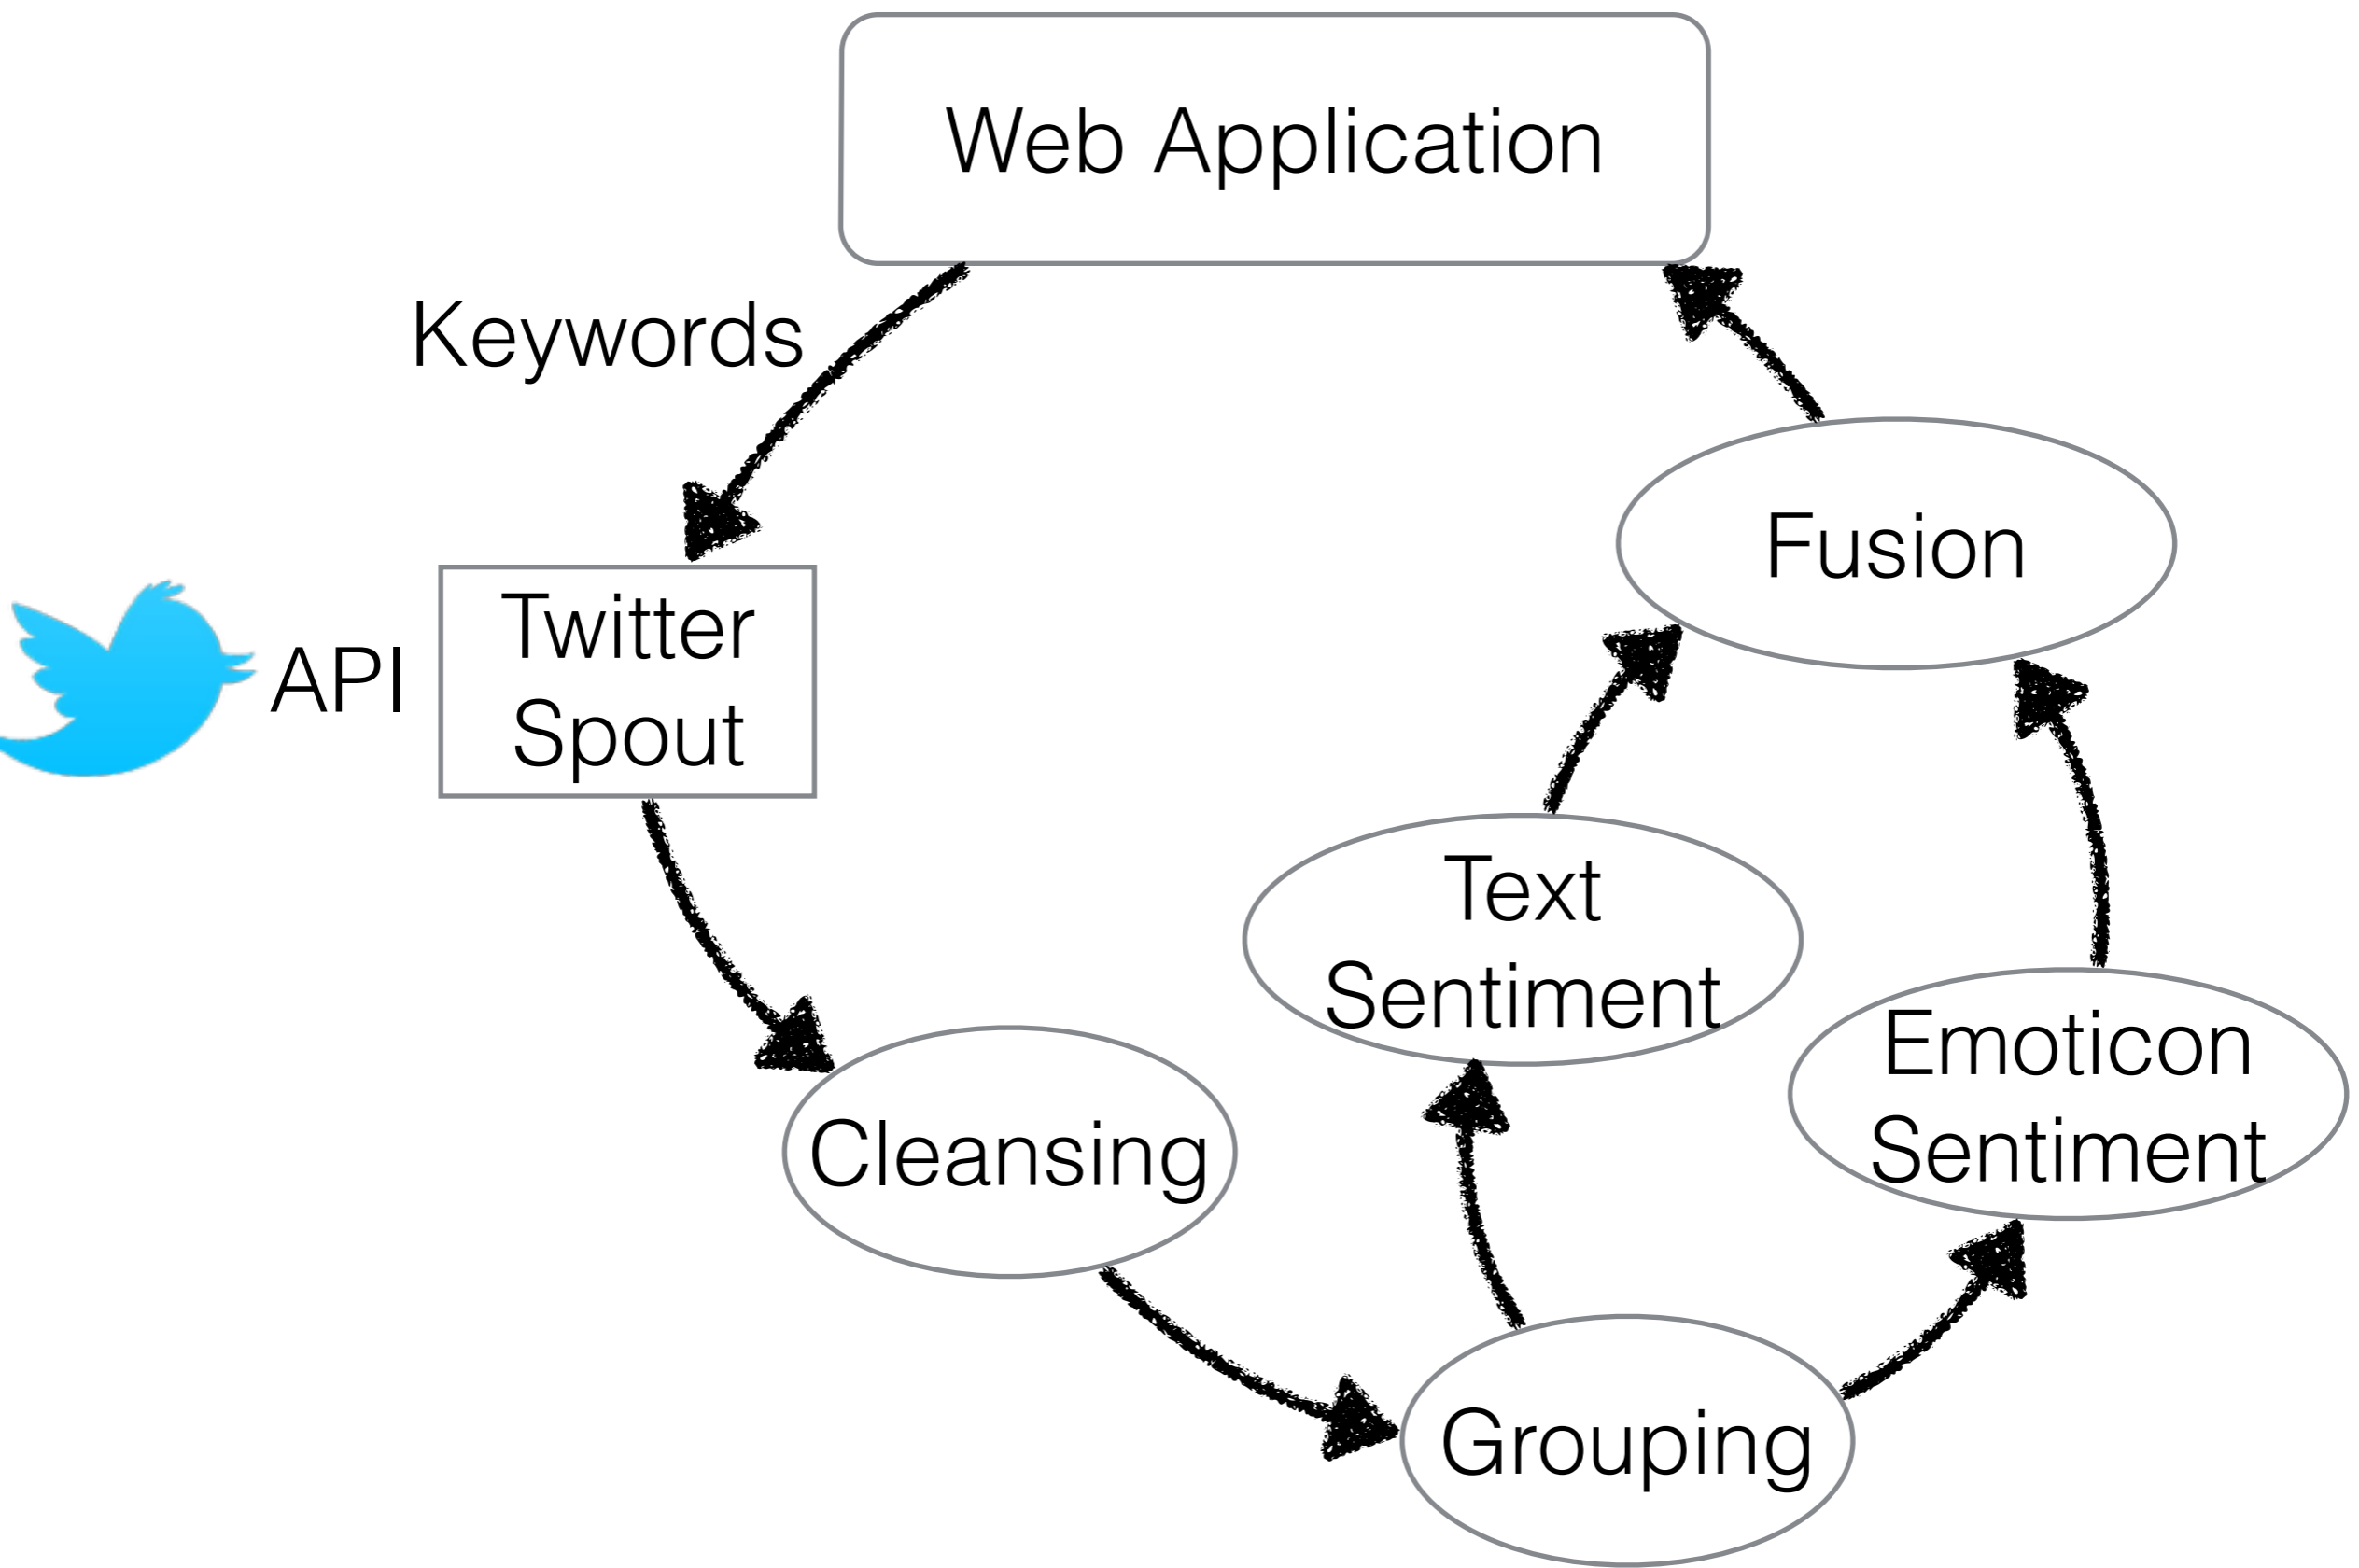 Web Application
Keywords
Fusion
Twitter
Spout
API
Text
Sentiment
Emoticon
Sentiment
Cleansing
Grouping